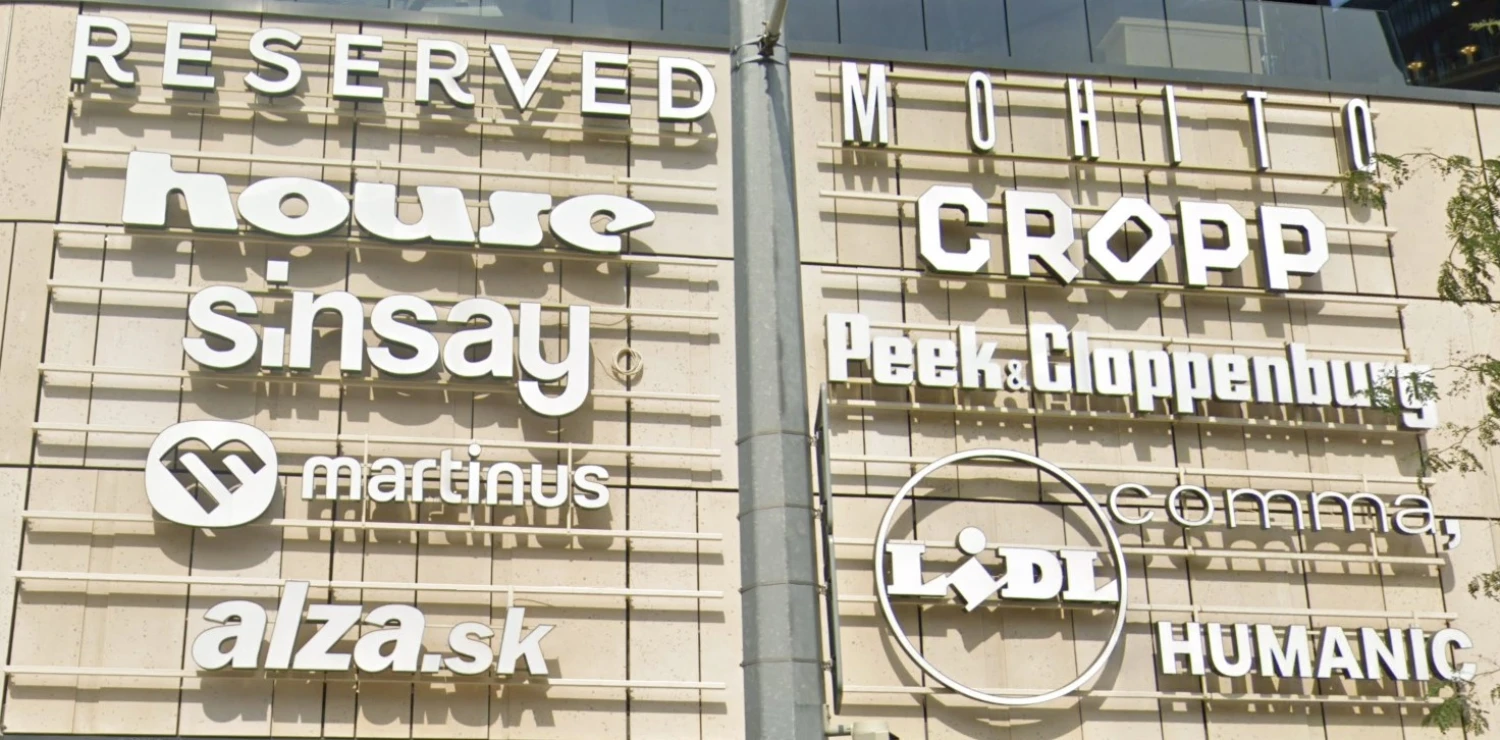 RESERVED
house
sinsay
martinus
alza.sk
MOHITO
CROPP
Peek & Cloppenburg
comma,
LiDL
HUMANIC